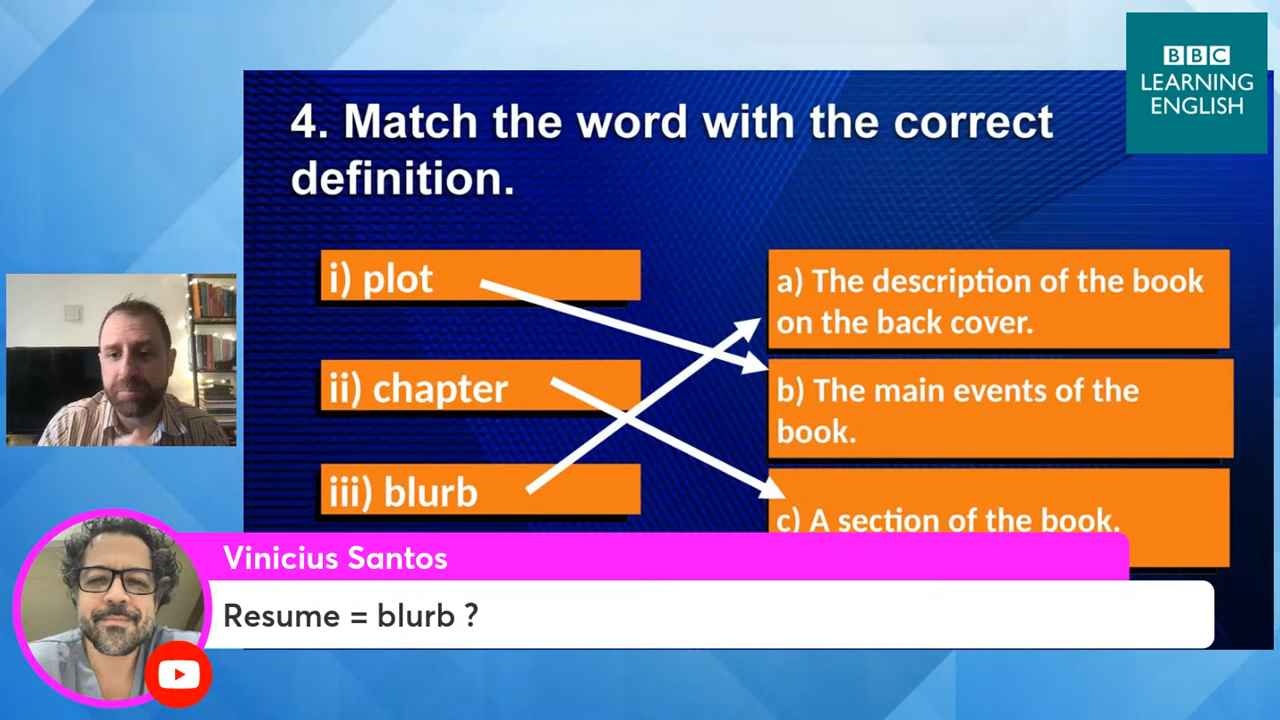 BBC
LEARNING
ENGLISH
4. Match the word with the correct
definition.
i) plot
ii) chapter
iii) blurb
a) The description of the book
on the back cover.
b) The main events of the
book.
c) A section of the book.
Vinicius Santos
Resume = blurb ?